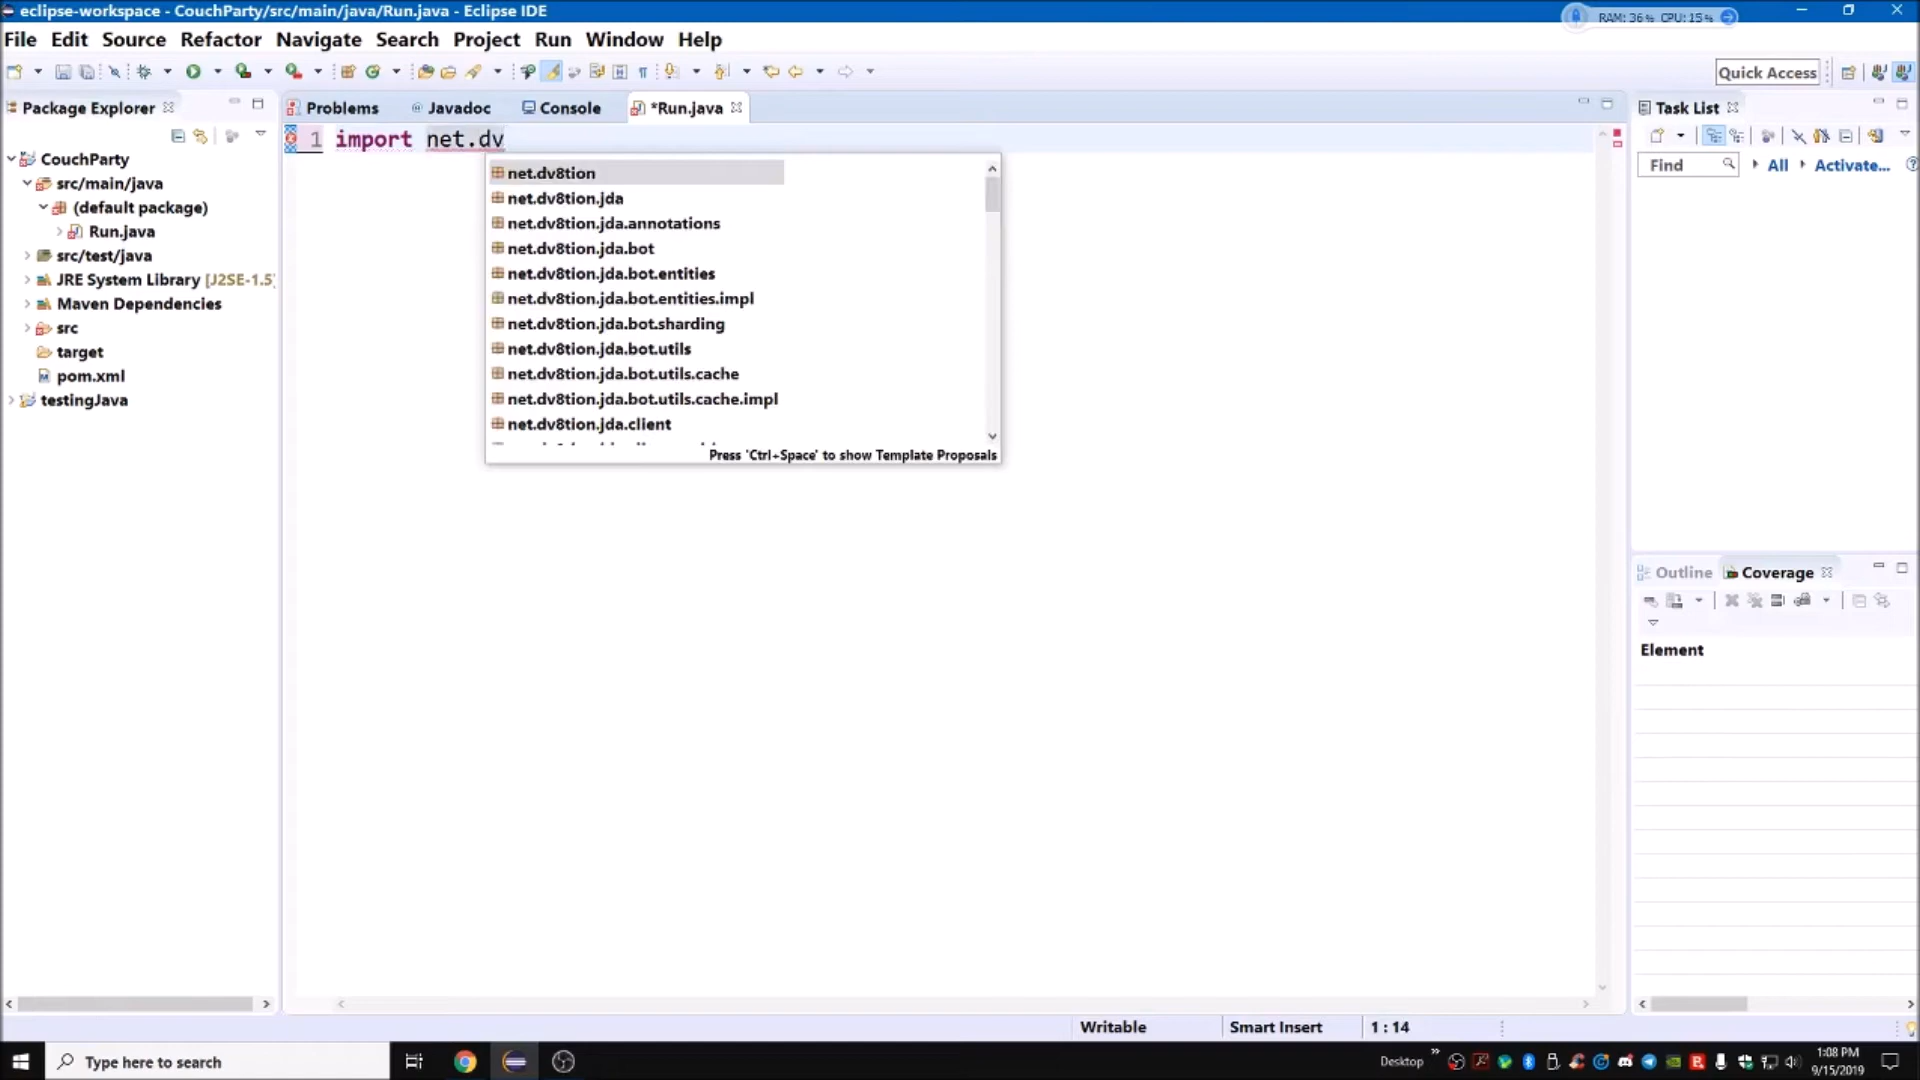 eclipse-workspace - CouchParty/src/main/java/Run.java - Eclipse IDE
RAM: 36% CPU: 15%
File Edit Source Refactor Navigate Search Project Run Window Help
Quick Access
Package Explorer
Problems Javadoc Console *Run.java
Task List
1 import net.dv
Find All Activate...
CouchParty
src/main/java
(default package)
Run.java
src/test/java
JRE System Library [J2SE-1.5]
Maven Dependencies
src
target
pom.xml
testingJava
net.dv8tion
net.dv8tion.jda
net.dv8tion.jda.annotations
net.dv8tion.jda.bot
net.dv8tion.jda.bot.entities
net.dv8tion.jda.bot.entities.impl
net.dv8tion.jda.bot.sharding
net.dv8tion.jda.bot.utils
net.dv8tion.jda.bot.utils.cache
net.dv8tion.jda.bot.utils.cache.impl
net.dv8tion.jda.client
Press 'Ctrl+Space' to show Template Proposals
Outline Coverage
Element
Writable Smart Insert 1 : 14
Type here to search
Desktop
1:08 PM
9/15/2019